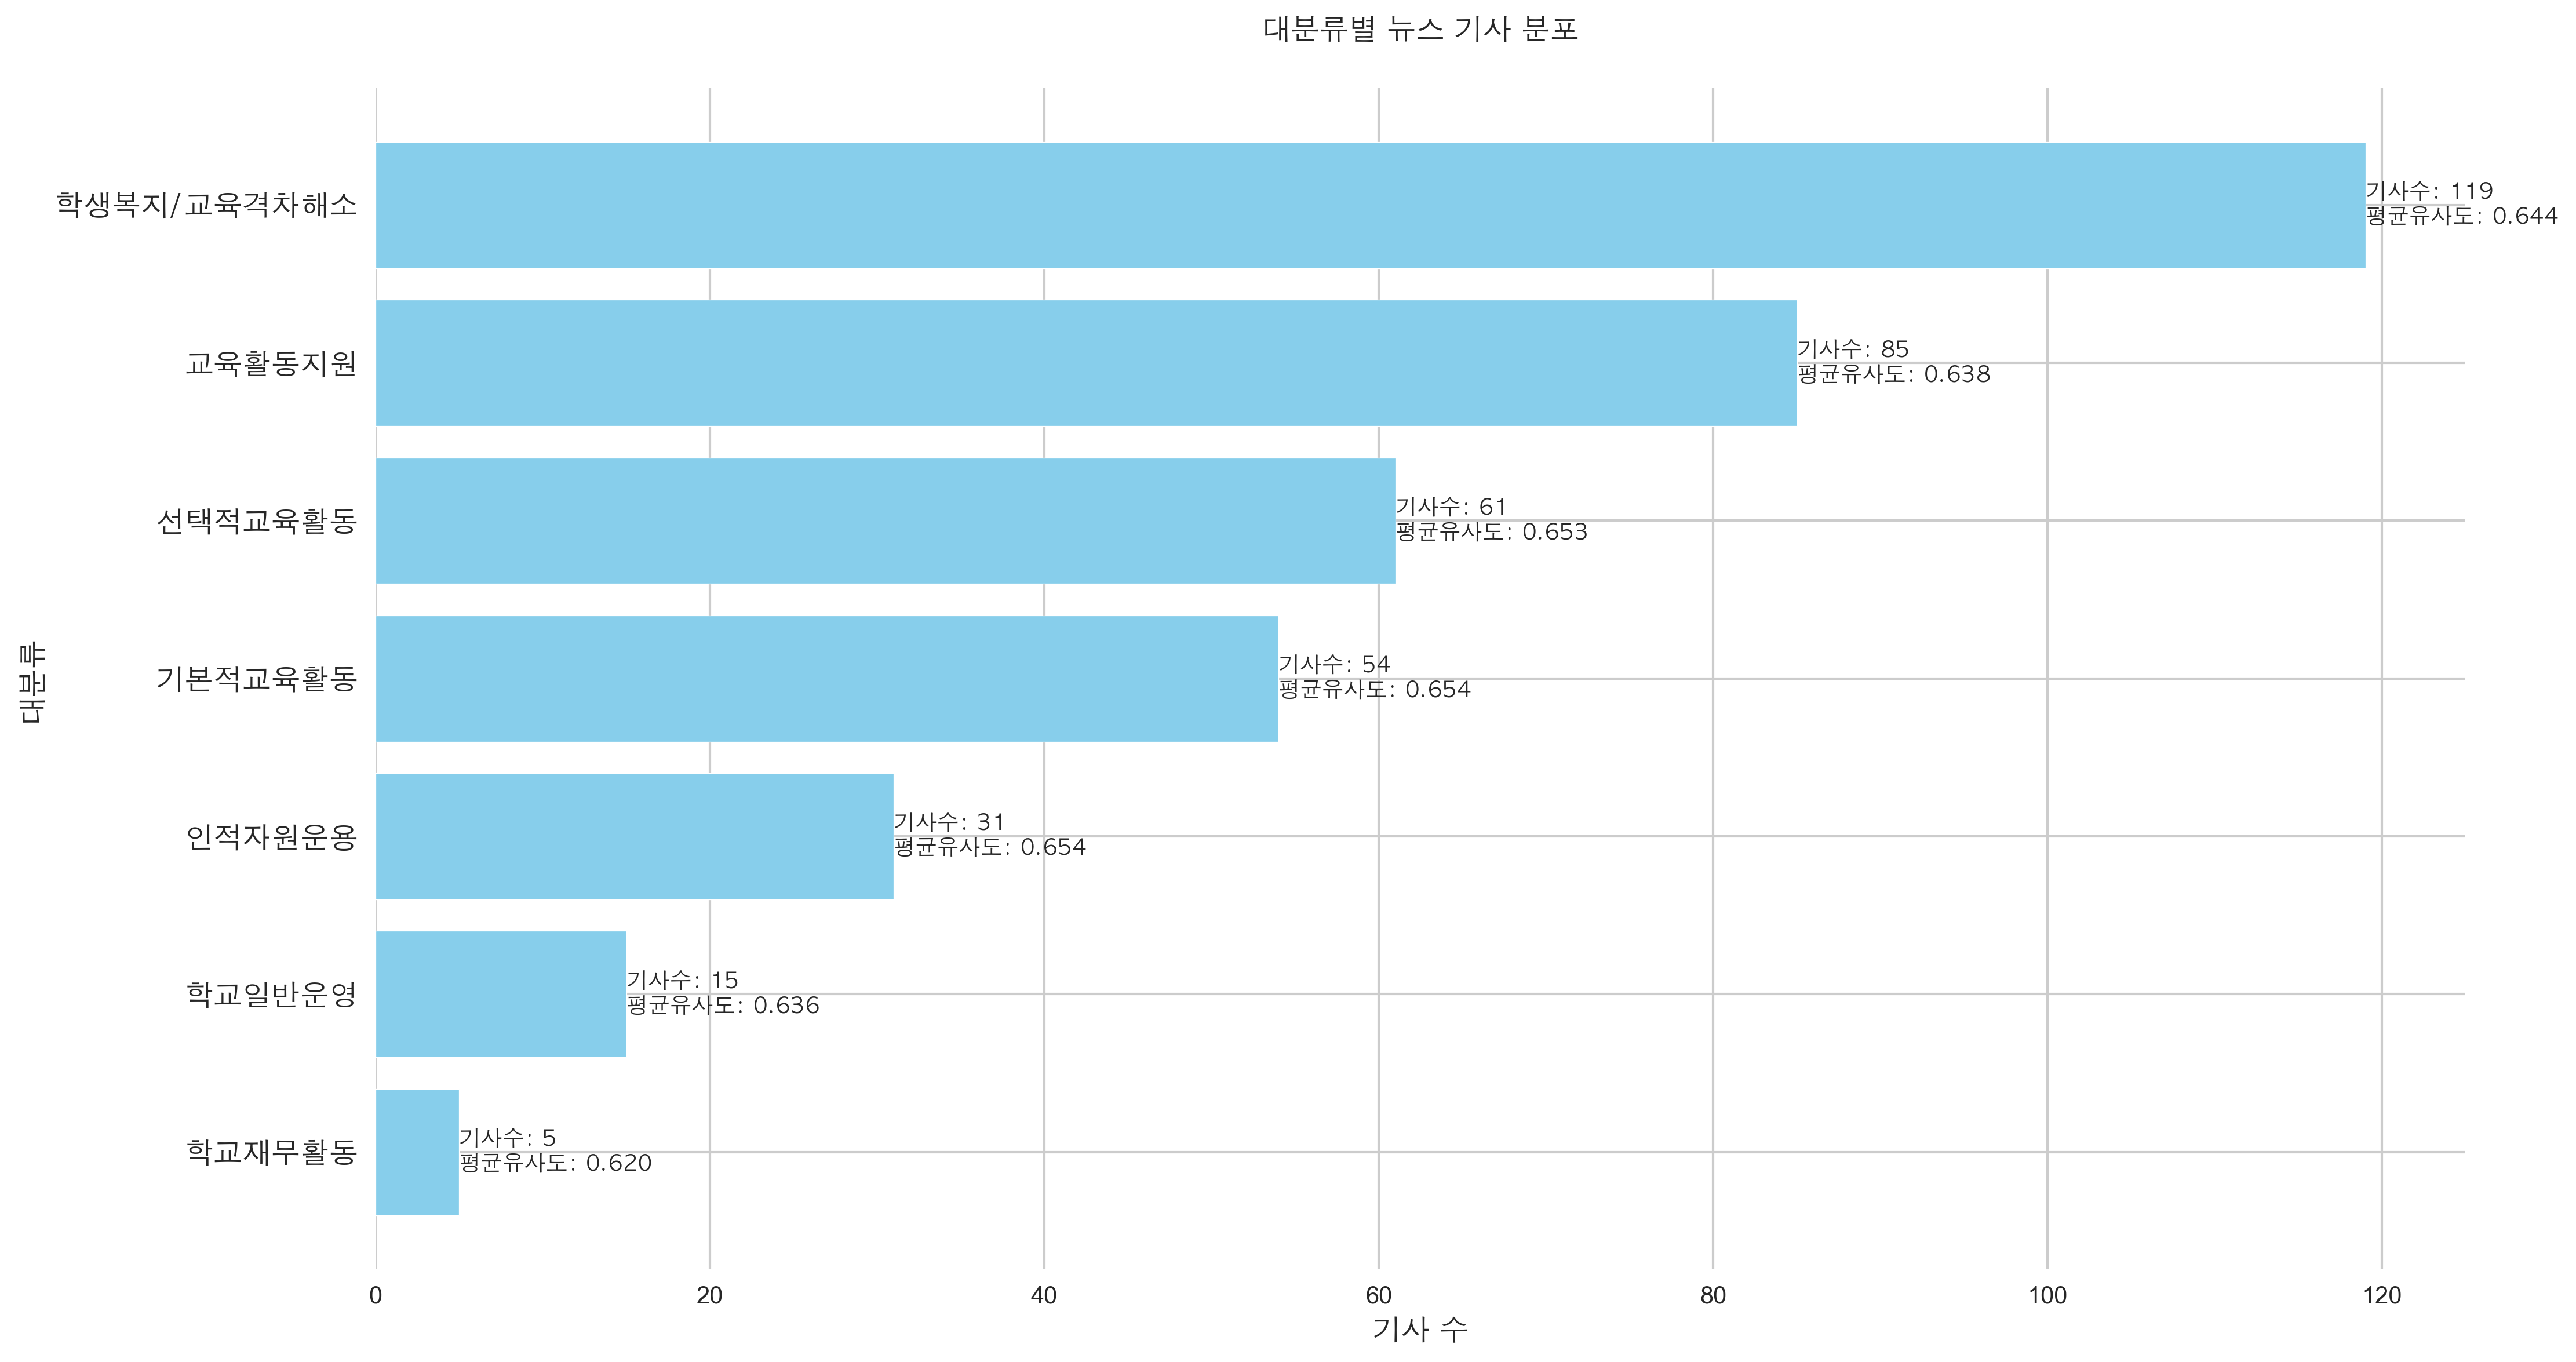 대분류별 뉴스 기사 분포
학생복지/교육격차해소
기사수: 119
평균유사도: 0.644
교육활동지원
기사수: 85
평균유사도: 0.638
선택적교육활동
기사수: 61
평균유사도: 0.653
기본적교육활동
기사수: 54
평균유사도: 0.654
인적자원운용
기사수: 31
평균유사도: 0.654
학교일반운영
기사수: 15
평균유사도: 0.636
학교재무활동
기사수: 5
평균유사도: 0.620
대분류
0 20 40 60 80 100 120
기사 수